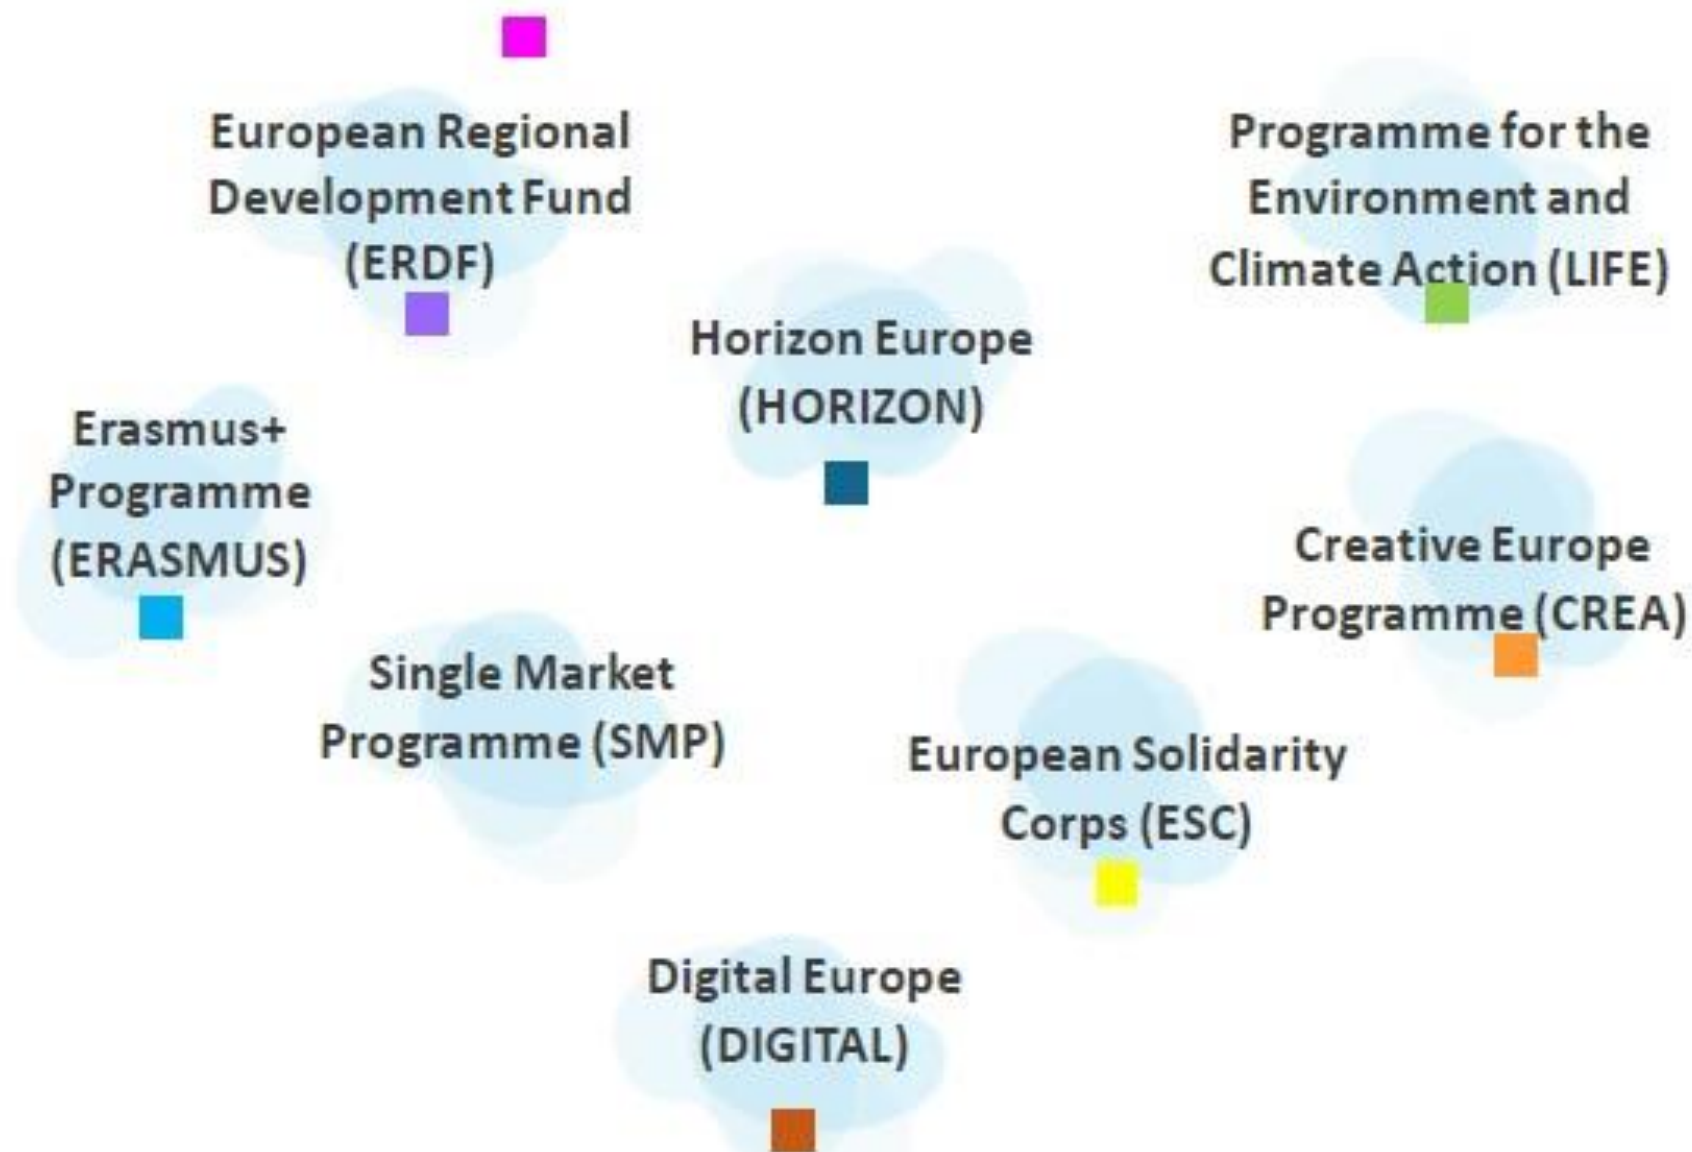 European Regional
Development Fund
(ERDF)
Programme for the
Environment and
Climate Action (LIFE)
Horizon Europe
(HORIZON)
Erasmus+
Programme
(ERASMUS)
Creative Europe
Programme (CREA)
Single Market
Programme (SMP)
European Solidarity
Corps (ESC)
Digital Europe
(DIGITAL)